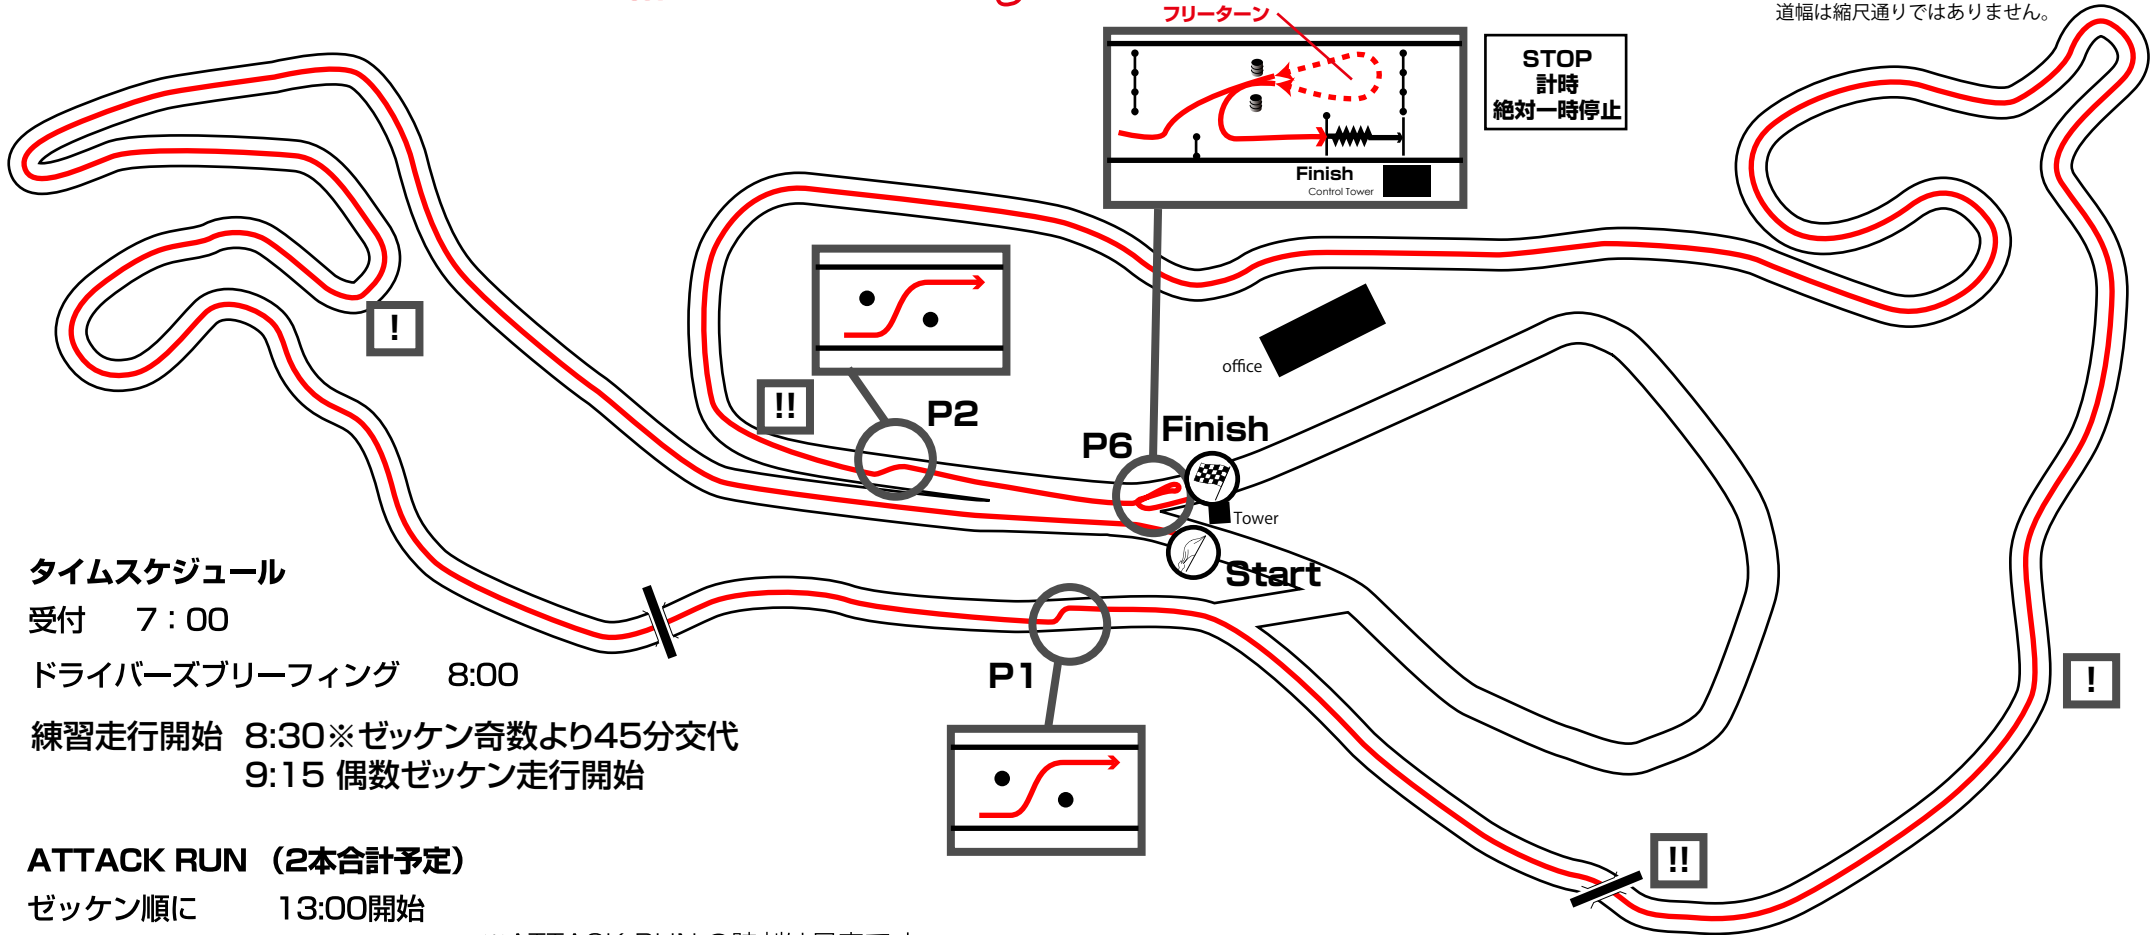 フリーターン
道幅は縮尺通りではありません。
STOP
計時
絶対一時停止
Finish
Control Tower
!
!!
P2
office
P6
Finish
Tower
Start
P1
!
!!
タイムスケジュール
受付 7：00
ドライバーズブリーフィング 8:00
練習走行開始 8:30※ゼッケン奇数より45分交代
9:15 偶数ゼッケン走行開始
ATTACK RUN （2本合計予定）
ゼッケン順に 13:00開始